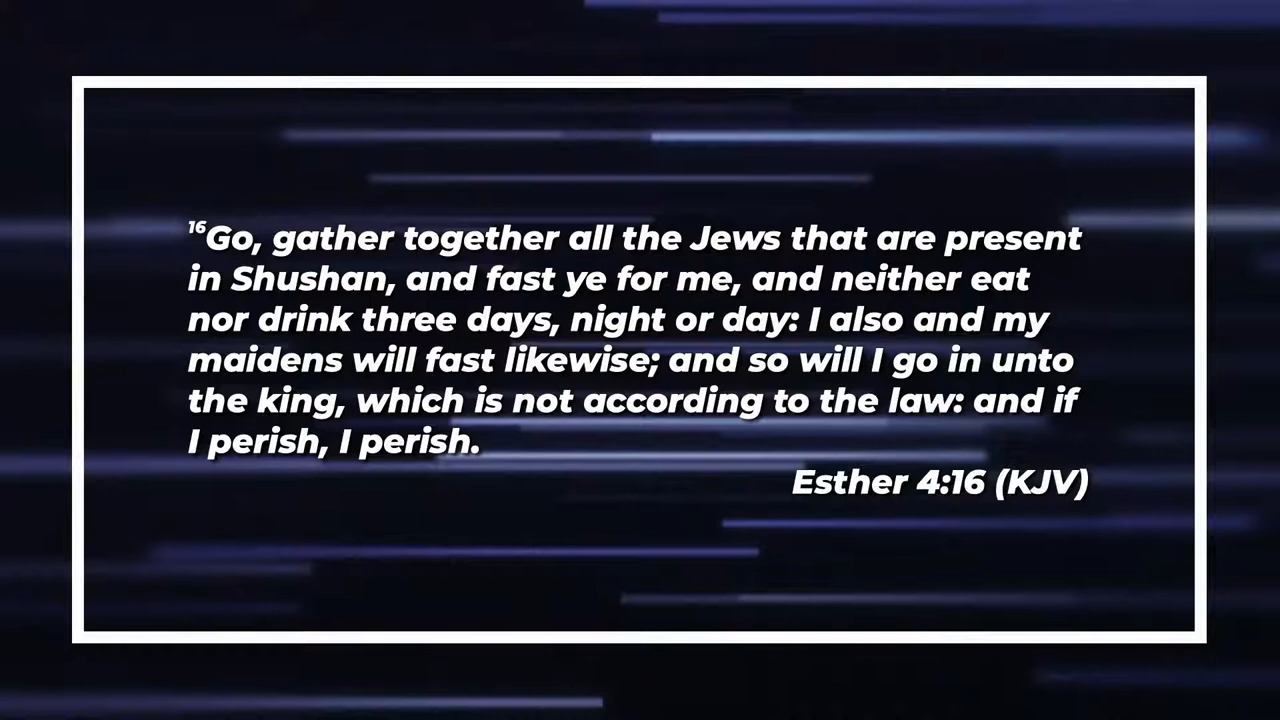 ¹⁶Go, gather together all the Jews that are present
in Shushan, and fast ye for me, and neither eat
nor drink three days, night or day: I also and my
maidens will fast likewise; and so will I go in unto
the king, which is not according to the law: and if
I perish, I perish.
Esther 4:16 (KJV)